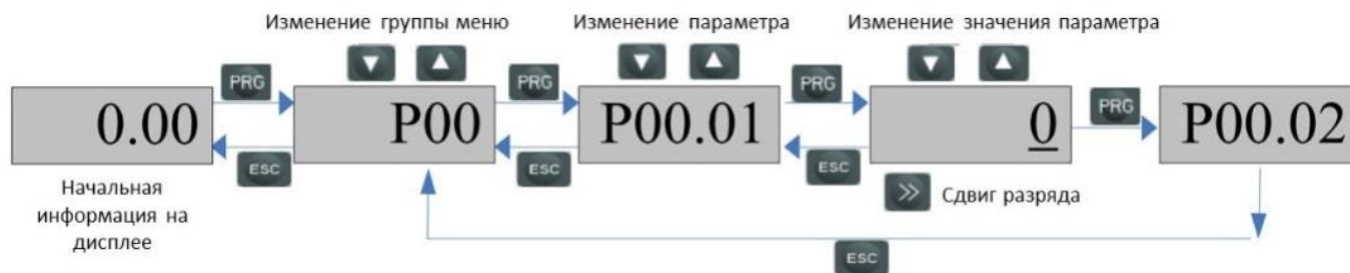 Изменение группы меню
Изменение параметра
Изменение значения параметра
PRG
PRG
PRG
PRG
0.00
P00
P00.01
0
P00.02
ESC
ESC
ESC
Начальная
информация на
дисплее
Сдвиг разряда
ESC